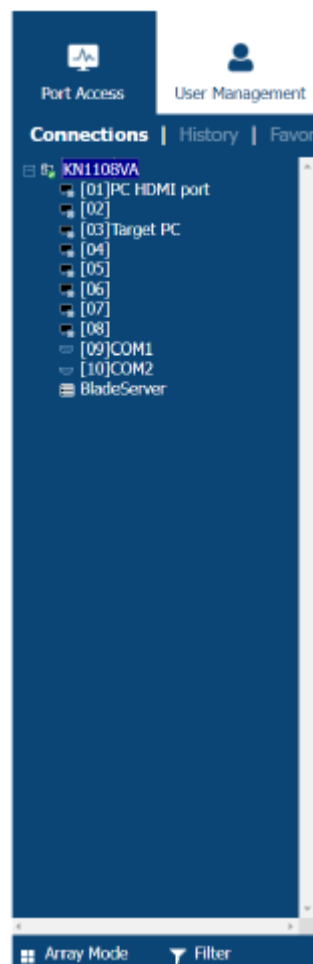 Port Access
User Management
Connections | History | Favor
KN1108VA
[01]PC HDMI port
[02]
[03]Target PC
[04]
[05]
[06]
[07]
[08]
[09]COM1
[10]COM2
BladeServer
Array Mode
Filter